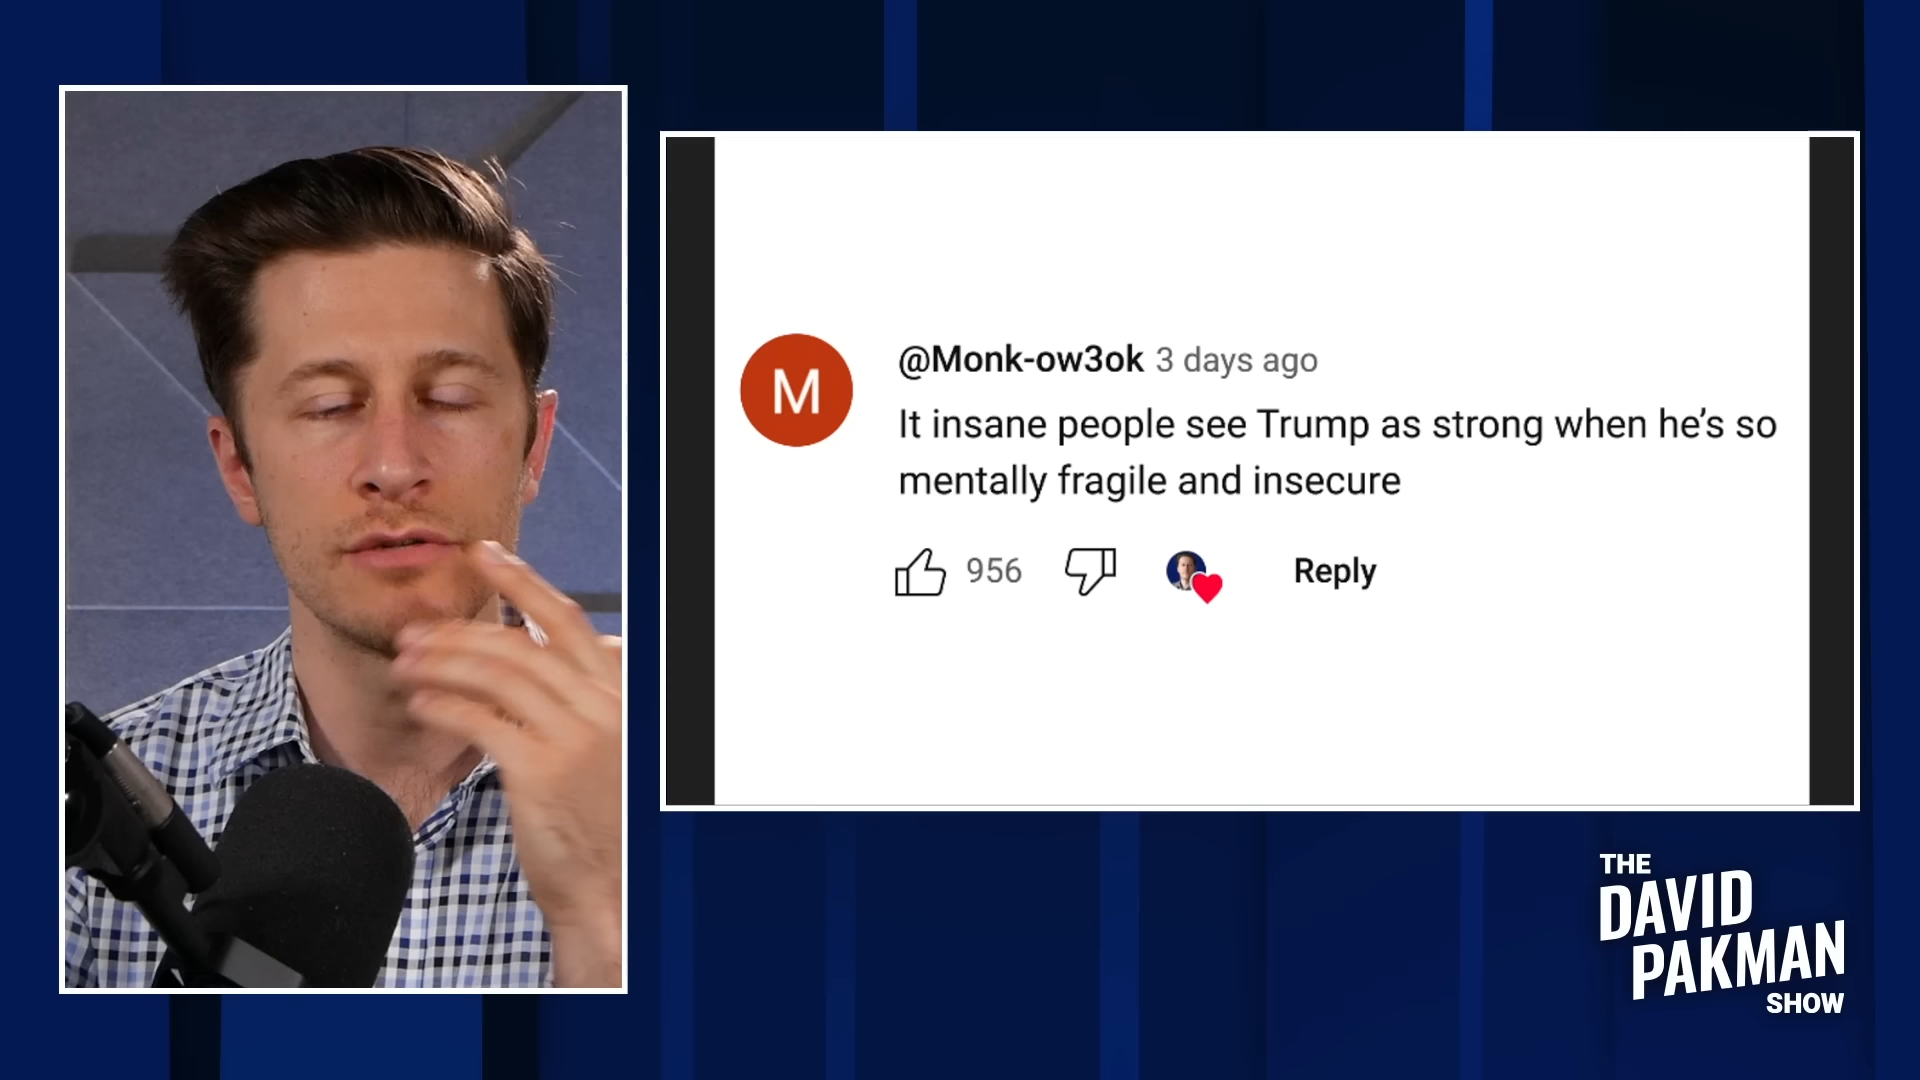 M
@Monk-ow3ok 3 days ago
It insane people see Trump as strong when he’s so
mentally fragile and insecure
956
Reply
THE
DAVID
PAKMAN
SHOW